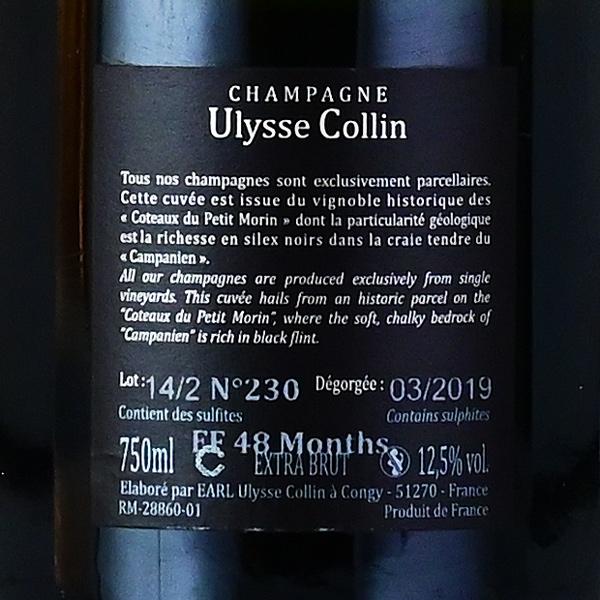 CHAMPAGNE
Ulysse Collin
Tous nos champagnes sont exclusivement parcellaires.
Cette cuvée est issue du vignoble historique des
« Coteaux du Petit Morin » dont la particularité géologique
est la richesse en silex noirs dans la craie tendre du
« Campanien ».
All our champagnes are produced exclusively from single
vineyards. This cuvée hails from an historic parcel on the
"Coteaux du Petit Morin", where the soft, chalky bedrock of
"Campanien" is rich in black flint.
Lot: 14/2 N°230 Dégorgée : 03/2019
Contient des sulfites Contains sulphites
EF 48 Months
750ml EXTRA BRUT 12,5% vol.
Elaboré par EARL Ulysse Collin à Congy - 51270 - France
RM-28860-01 Produit de France